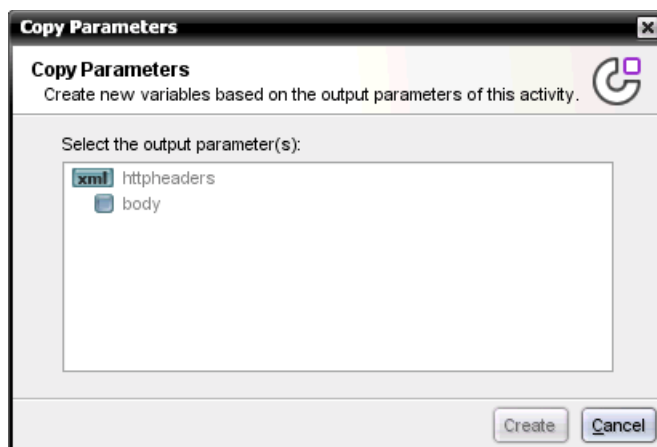 Copy Parameters
Copy Parameters
Create new variables based on the output parameters of this activity.
Select the output parameter(s):
xml httpheaders
body
Create Cancel